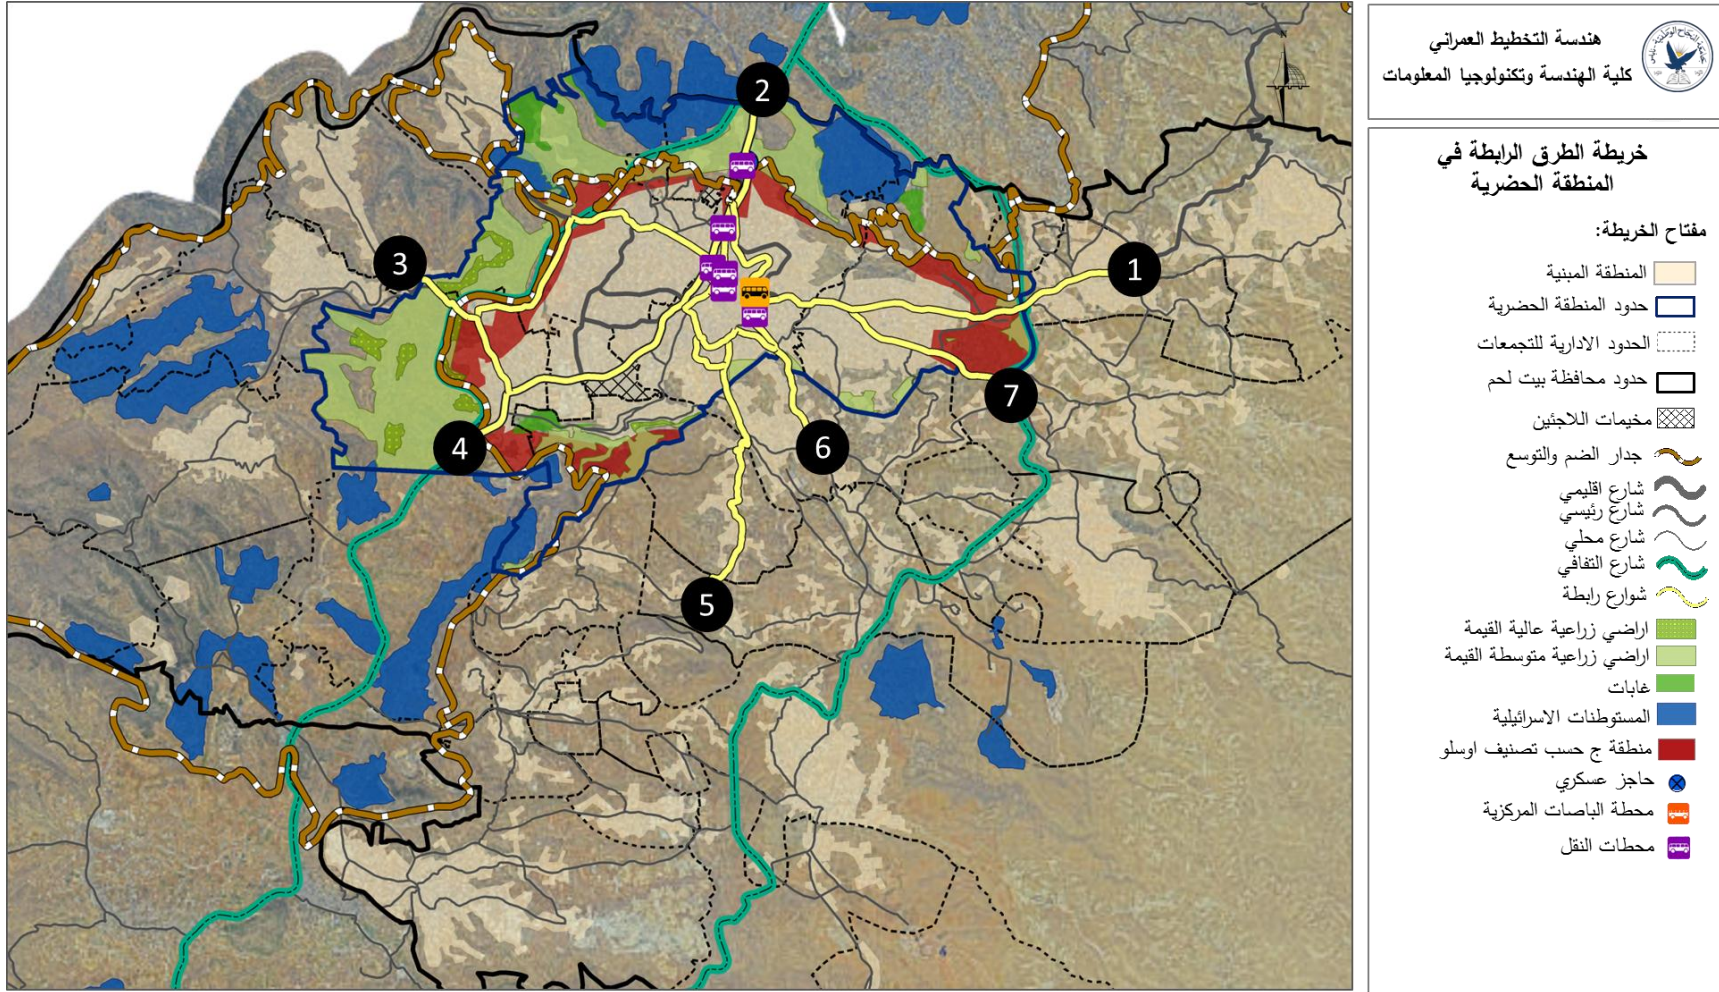 هندسة التخطيط العمراني
كلية الهندسة وتكنولوجيا المعلومات
خريطة الطرق الرابطة في
المنطقة الحضرية
مفتاح الخريطة:
المنطقة المبنية
حدود المنطقة الحضرية
الحدود الادارية للتجمعات
حدود محافظة بيت لحم
مخيمات اللاجئين
جدار الضم والتوسع
شارع اقليمي
شارع رئيسي
شارع محلي
شارع التفافي
شوارع رابطة
اراضي زراعية عالية القيمة
اراضي زراعية متوسطة القيمة
غابات
المستوطنات الاسرائيلية
منطقة ج حسب تصنيف اوسلو
حاجز عسكري
محطة الباصات المركزية
محطات النقل
2
3
1
7
4
6
5